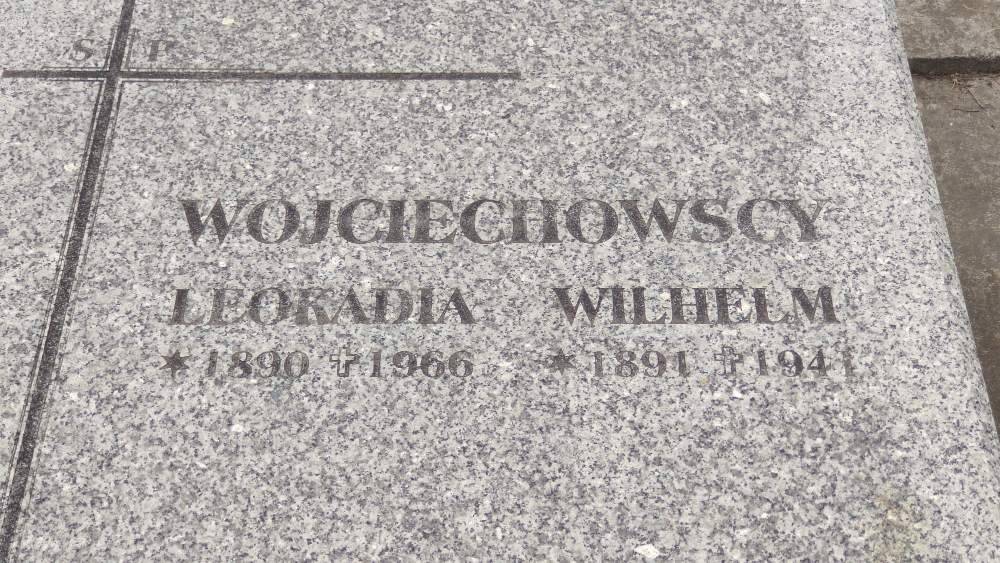 Ś P
WOJCIECHOWSCY
LEOKADIA WILHELM
★ 1890 ✝ 1966 ★ 1891 ✝ 1941